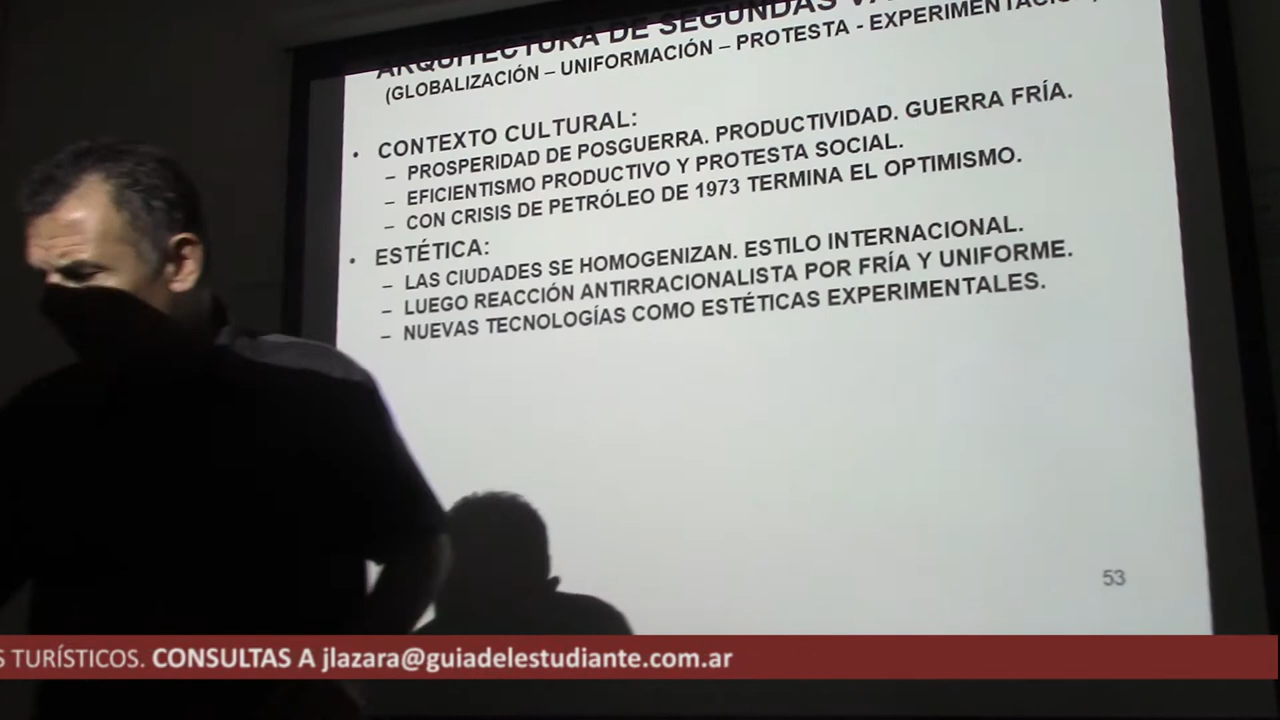 ARQUITECTURA DE SEGUNDAS
(GLOBALIZACIÓN – UNIFORMACIÓN – PROTESTA - EXPERIMENTACIÓN
• CONTEXTO CULTURAL:
– PROSPERIDAD DE POSGUERRA. PRODUCTIVIDAD. GUERRA FRÍA.
– EFICIENTISMO PRODUCTIVO Y PROTESTA SOCIAL.
– CON CRISIS DE PETRÓLEO DE 1973 TERMINA EL OPTIMISMO.
• ESTÉTICA:
– LAS CIUDADES SE HOMOGENIZAN. ESTILO INTERNACIONAL.
– LUEGO REACCIÓN ANTIRRACIONALISTA POR FRÍA Y UNIFORME.
– NUEVAS TECNOLOGÍAS COMO ESTÉTICAS EXPERIMENTALES.
53
S TURÍSTICOS. CONSULTAS A jlazara@guiadelestudiante.com.ar